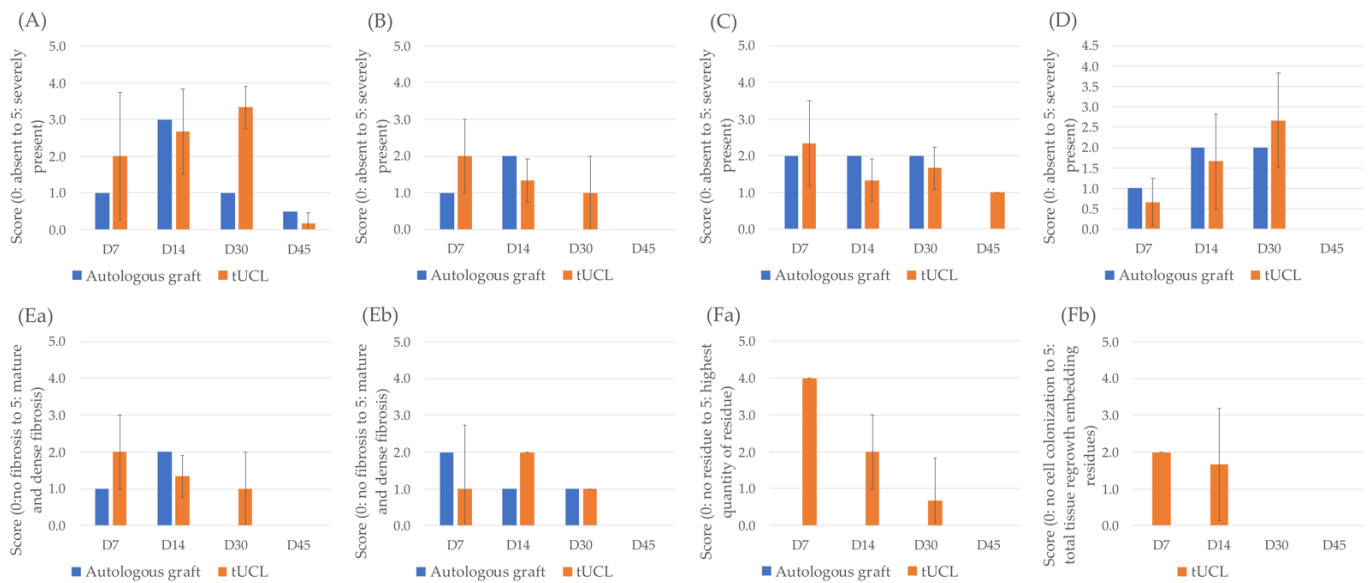 (A)
Score (0: absent to 5: severely
present)
5.0
4.0
3.0
2.0
1.0
0.0
D7 D14 D30 D45
Autologous graft tUCL
(B)
Score (0: absent to 5: severely
present)
5.0
4.0
3.0
2.0
1.0
0.0
D7 D14 D30 D45
Autologous graft tUCL
(C)
Score (0: absent to 5: severely
present)
5.0
4.0
3.0
2.0
1.0
0.0
D7 D14 D30 D45
Autologous graft tUCL
(D)
Score (0: absent to 5: severely
present)
4.5
4.0
3.5
3.0
2.5
2.0
1.5
1.0
0.5
0.0
D7 D14 D30 D45
Autologous graft tUCL
(Ea)
Score (0:no fibrosis to 5: mature
and dense fibrosis)
5.0
4.0
3.0
2.0
1.0
0.0
D7 D14 D30 D45
Autologous graft tUCL
(Eb)
Score (0: no fibrosis to 5: mature
and dense fibrosis)
5.0
4.0
3.0
2.0
1.0
0.0
D7 D14 D30 D45
Autologous graft tUCL
(Fa)
Score (0: no residue to 5: highest
quantity of residue)
5.0
4.0
3.0
2.0
1.0
0.0
D7 D14 D30 D45
Autologous graft tUCL
(Fb)
Score (0: no cell colonization to 5:
total tissue regrowth embedding
residues)
5.0
4.0
3.0
2.0
1.0
0.0
D7 D14 D30 D45
tUCL